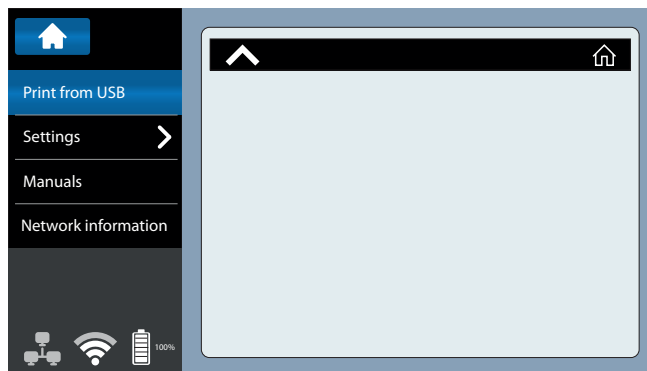 Print from USB
Settings
Manuals
Network information
100%